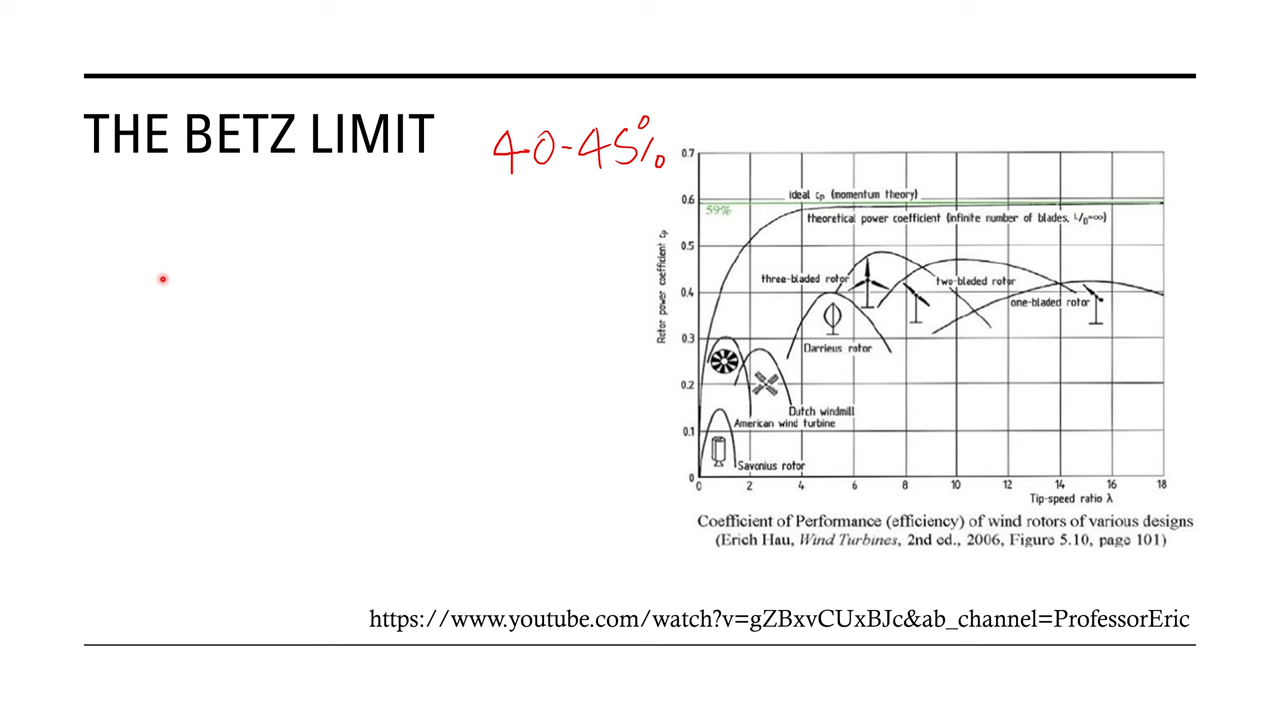 THE BETZ LIMIT
40-45%
0.7
0.6
0.5
0.4
0.3
0.2
0.1
0
Rotor power coefficient cp
ideal cp (momentum theory)
59%
theoretical power coefficient (infinite number of blades, L/D=∞)
three-bladed rotor
two-bladed rotor
one-bladed rotor
Darrieus rotor
Dutch windmill
American wind turbine
Savonius rotor
0 2 4 6 8 10 12 14 16 18
Tip-speed ratio λ
Coefficient of Performance (efficiency) of wind rotors of various designs
(Erich Hau, Wind Turbines, 2nd ed., 2006, Figure 5.10, page 101)
https://www.youtube.com/watch?v=gZBxvCUxBJc&ab_channel=ProfessorEric